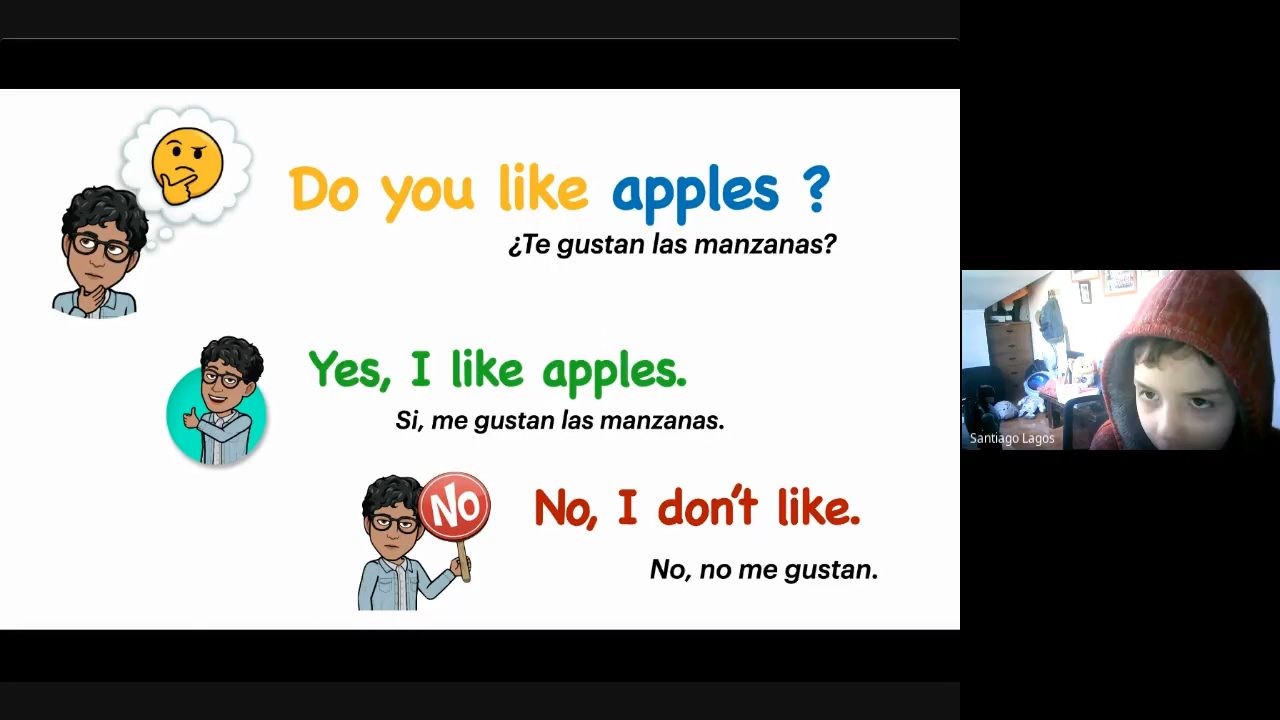 Do you like apples ?
¿Te gustan las manzanas?
Yes, I like apples.
Si, me gustan las manzanas.
NO
No, I don't like.
No, no me gustan.
Santiago Lagos